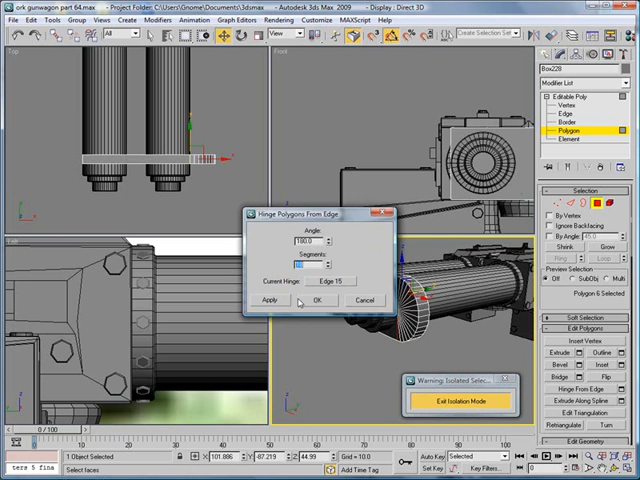 ork gunwagon part 64.max - Project Folder: C:\Users\Gnome\Documents\3dsmax - Autodesk 3ds Max 2009 - Display : Direct 3D
File Edit Tools Group Views Create Modifiers Animation Graph Editors Rendering Customize MAXScript Help
All View Create Selection Se
Top
Front
Box228
Modifier List
Editable Poly
Vertex
Edge
Border
Polygon
Element
Selection
By Vertex
Ignore Backfacing
By Angle: 45.0
Shrink Grow
Ring Loop
Preview Selection
Off SubObj Multi
Polygon 6 Selected
Soft Selection
Edit Polygons
Insert Vertex
Extrude Outline
Bevel Inset
Bridge Flip
Hinge From Edge
Extrude Along Spline
Edit Triangulation
Retriangulate Turn
Edit Geometry
Hinge Polygons From Edge
Angle:
180.0
Segments:
Current Hinge: Edge 15
Apply OK Cancel
Warning: Isolated Selec...
Exit Isolation Mode
0 / 100
0 10 20 30 40 50 60 70 80 90 100
1 Object Selected X 101.886 Y -87.219 Z 44.99 Grid = 10.0 Auto Key Selected
ters 5 fina Select faces Add Time Tag Set Key Key Filters... 0